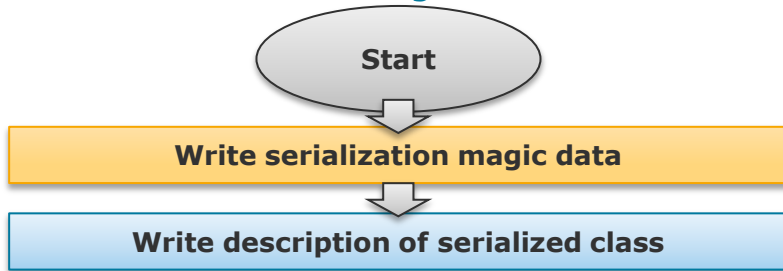 Start
Write serialization magic data
Write description of serialized class